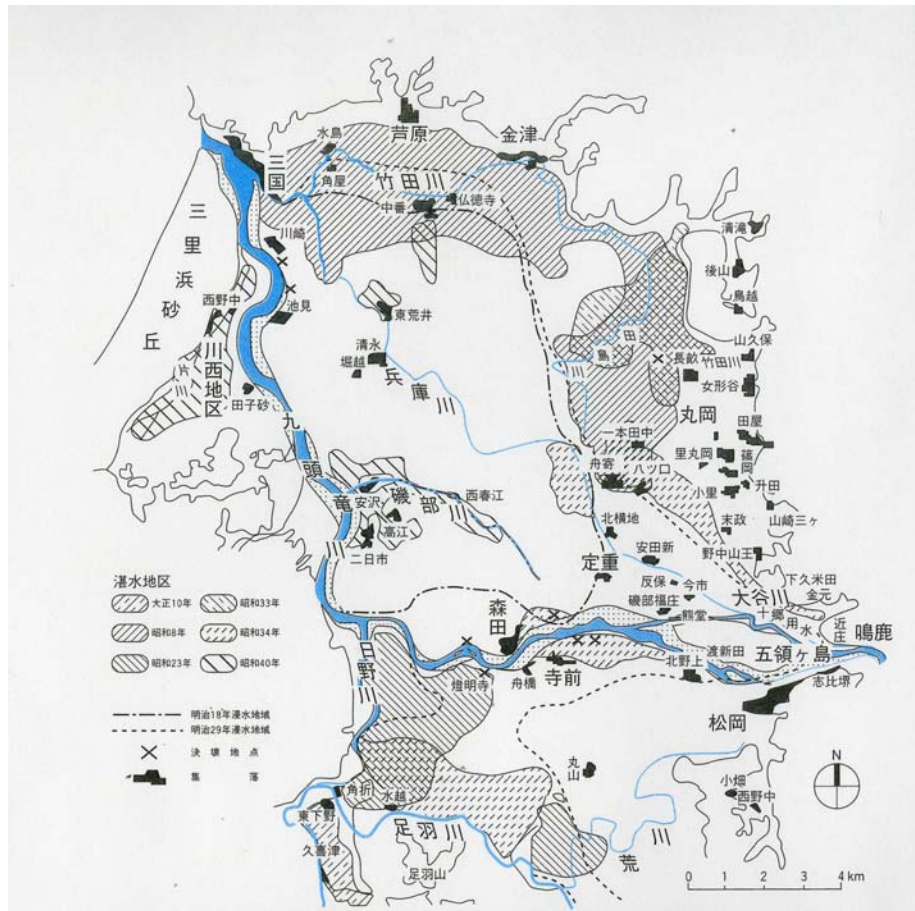 芦原
金津
水島
三国
角屋
竹田川
仏徳寺
中番
三里浜砂丘
川崎
清滝
後山
西野中
池見
東荒井
鳥越
川西地区
清永
堀越
兵庫川
田島川
長畝
竹田川
山久保
女形谷
田子砂
丸岡
九頭竜川
一本田中
田屋
里丸岡
篠岡
舟寄
八ツ口
小里
升田
安沢
磯部川
西春江
末政
山崎三ヶ
高江
北横地
二日市
安田新
野中山王
定重
反保
今市
大谷川
下久米田
金元
湛水地区
大正10年
昭和33年
昭和8年
昭和34年
昭和23年
昭和40年
森田
磯部福庄
熊堂
十郷用水
近庄
鳴鹿
日野川
渡新田
五領ヶ島
北野上
燈明寺
舟橋
寺前
志比堺
松岡
明治18年浸水地域
明治29年浸水地域
決壊地点
集落
丸山
N
小畑
西野中
角折
水越
東下野
足羽川
荒川
久喜津
足羽山
0 1 2 3 4 km